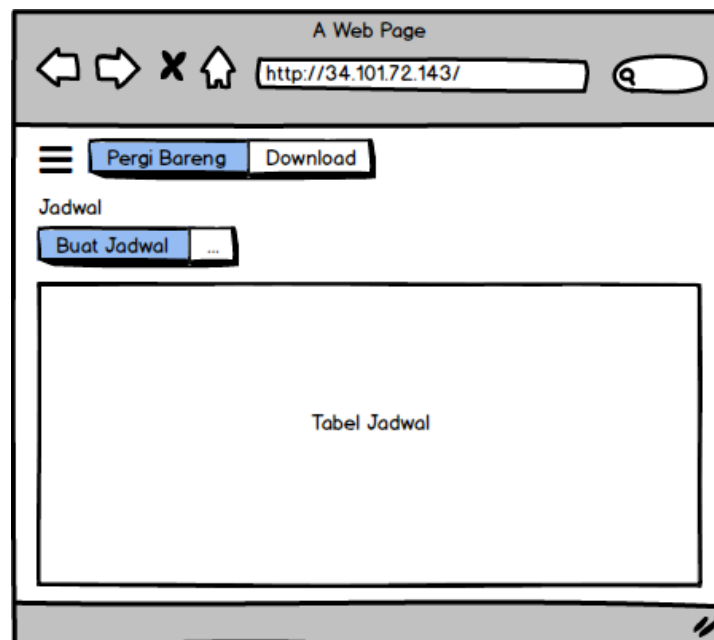 A Web Page
http://34.101.72.143/
Pergi Bareng Download
Jadwal
Buat Jadwal ...
Tabel Jadwal